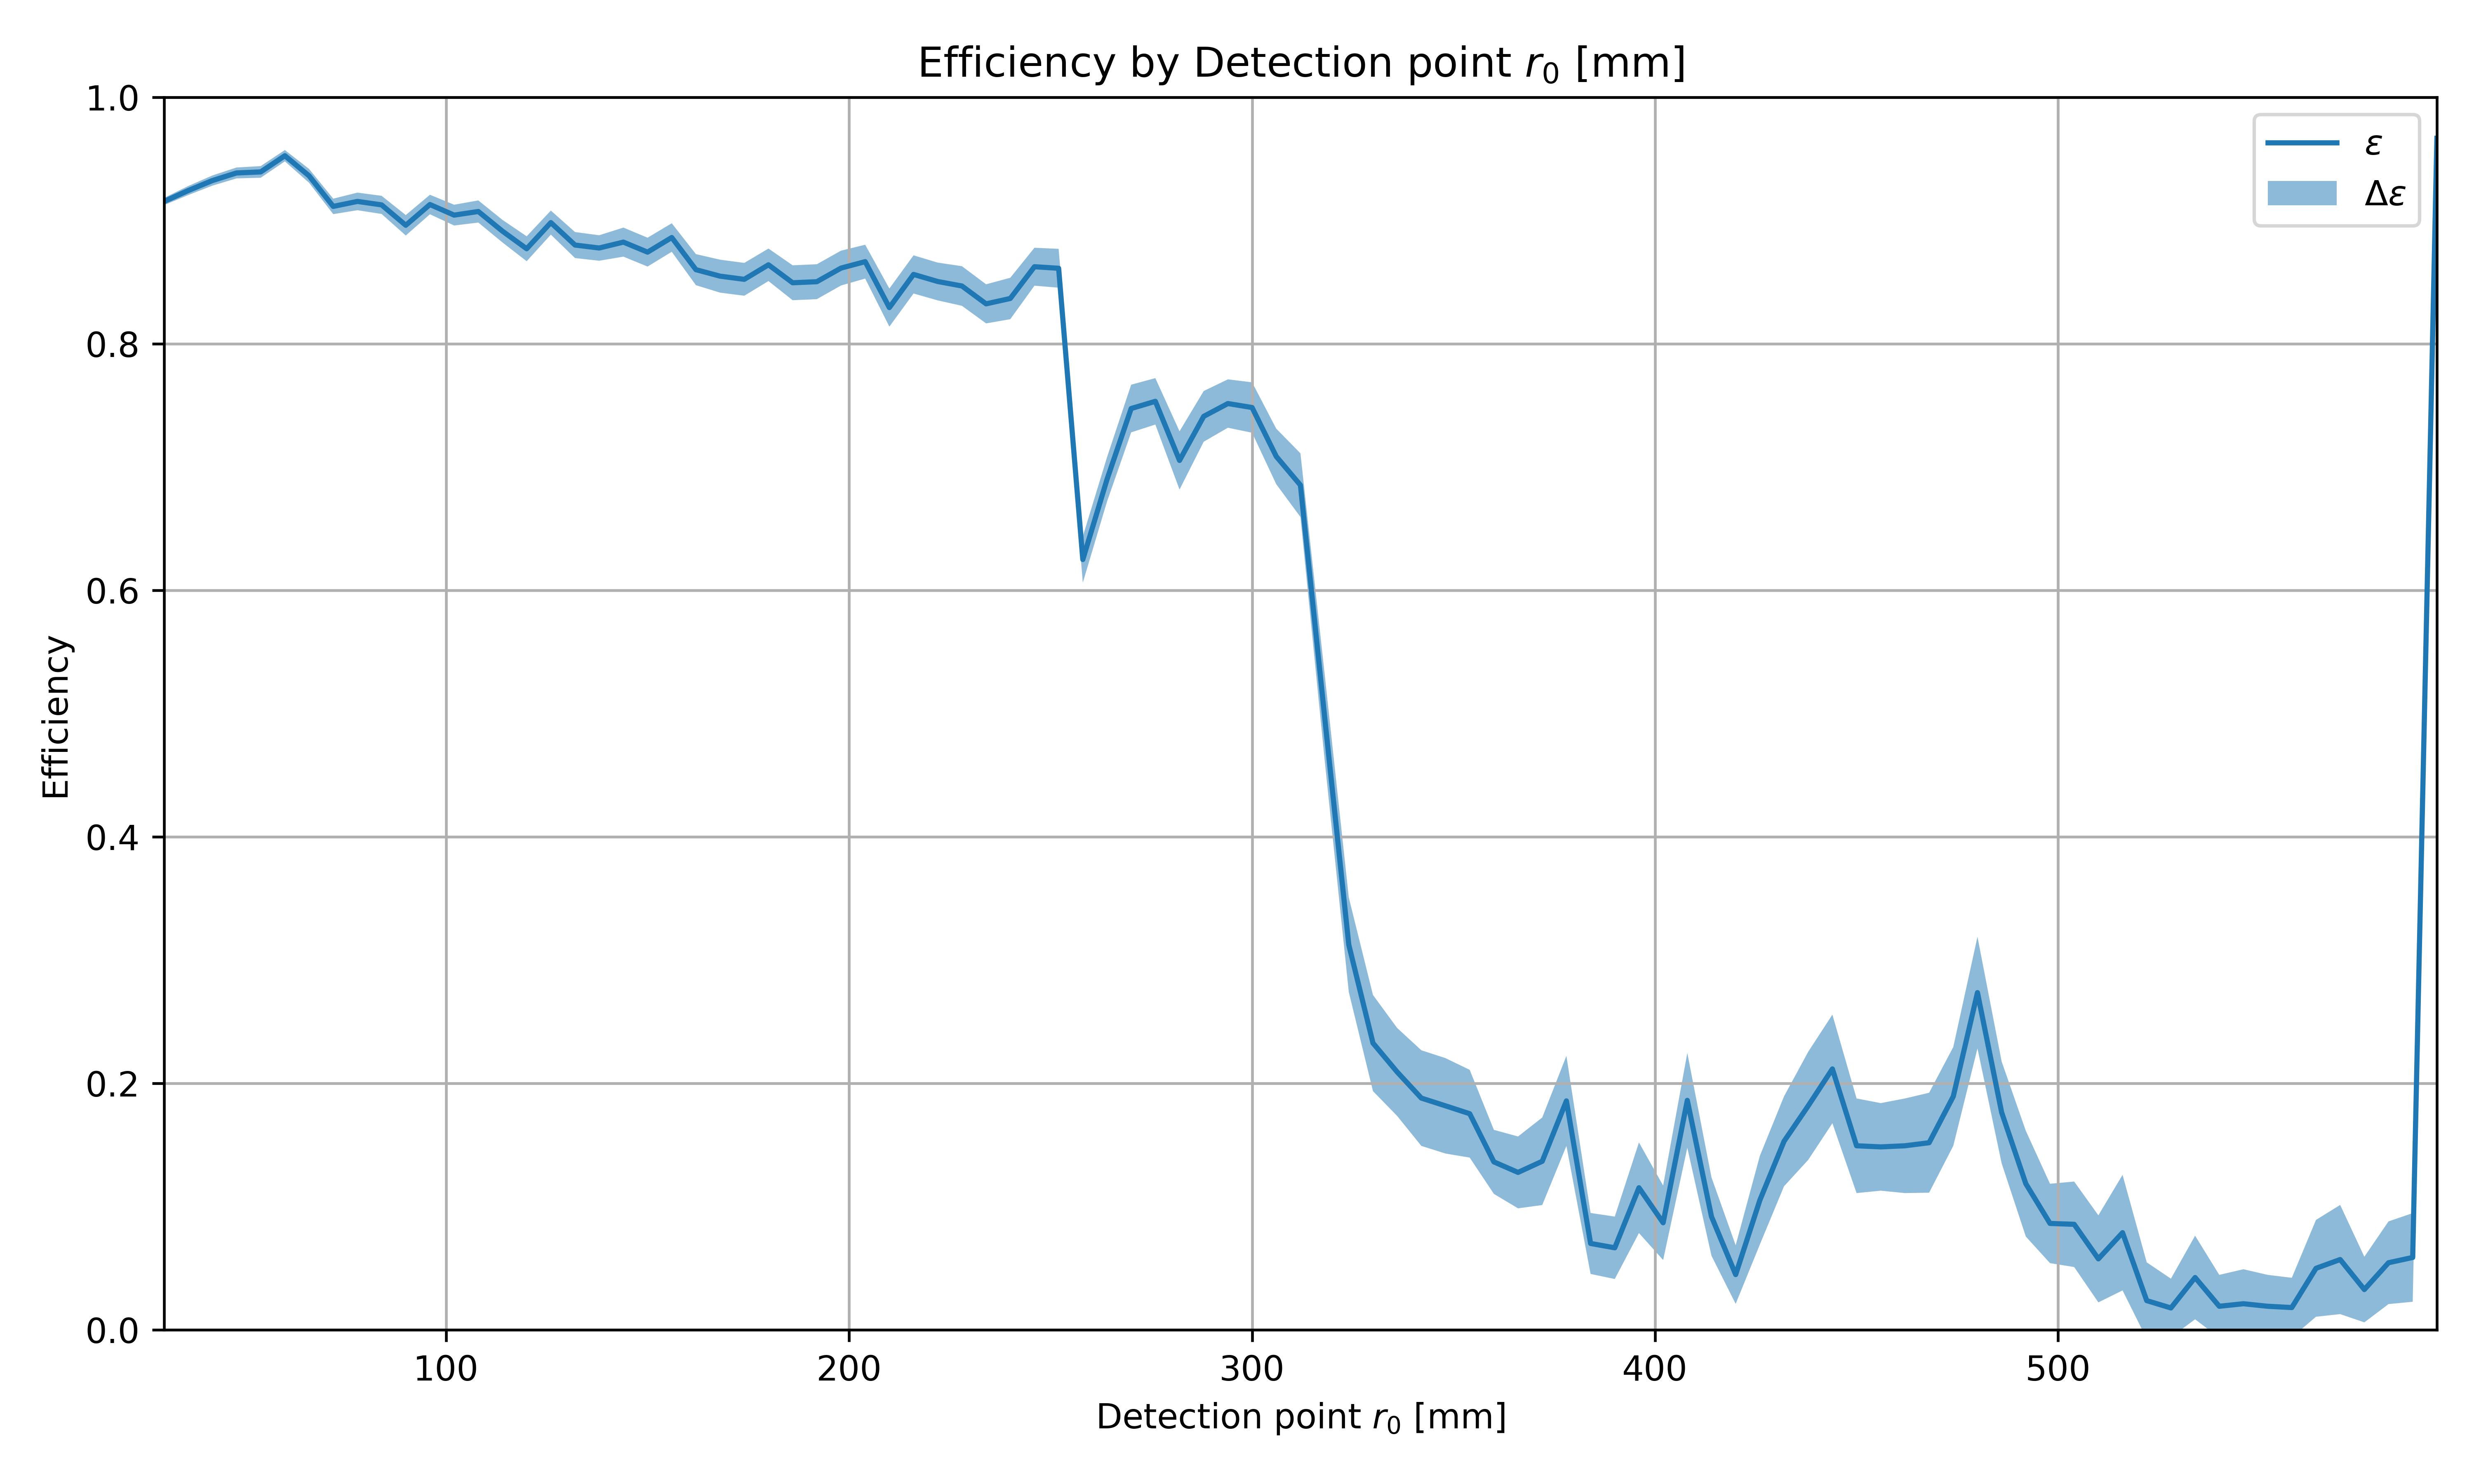 Efficiency by Detection point r₀ [mm]
1.0
0.8
0.6
0.4
0.2
0.0
Efficiency
ε
Δε
100 200 300 400 500
Detection point r₀ [mm]